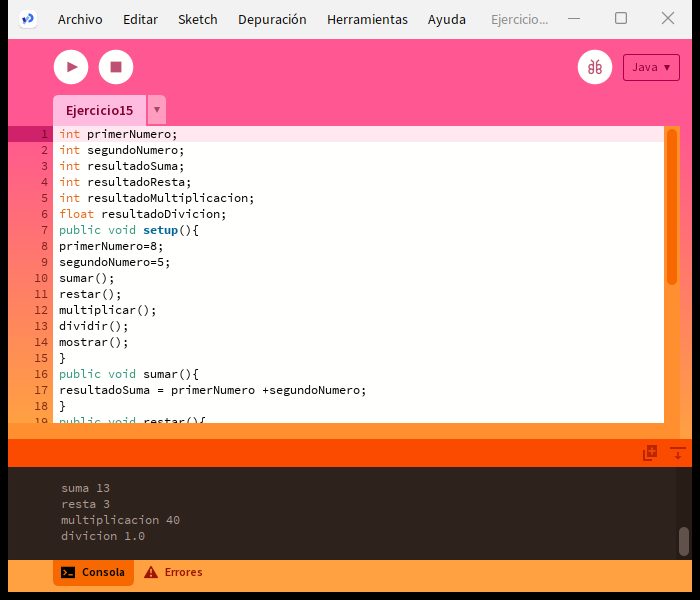 Archivo Editar Sketch Depuración Herramientas Ayuda Ejercicio...
Java ▾
Ejercicio15 ▾
1 int primerNumero;
2 int segundoNumero;
3 int resultadoSuma;
4 int resultadoResta;
5 int resultadoMultiplicacion;
6 float resultadoDivicion;
7 public void setup(){
8 primerNumero=8;
9 segundoNumero=5;
10 sumar();
11 restar();
12 multiplicar();
13 dividir();
14 mostrar();
15 }
16 public void sumar(){
17 resultadoSuma = primerNumero +segundoNumero;
18 }
19 public void restar(){
suma 13
resta 3
multiplicacion 40
divicion 1.0
Consola Errores